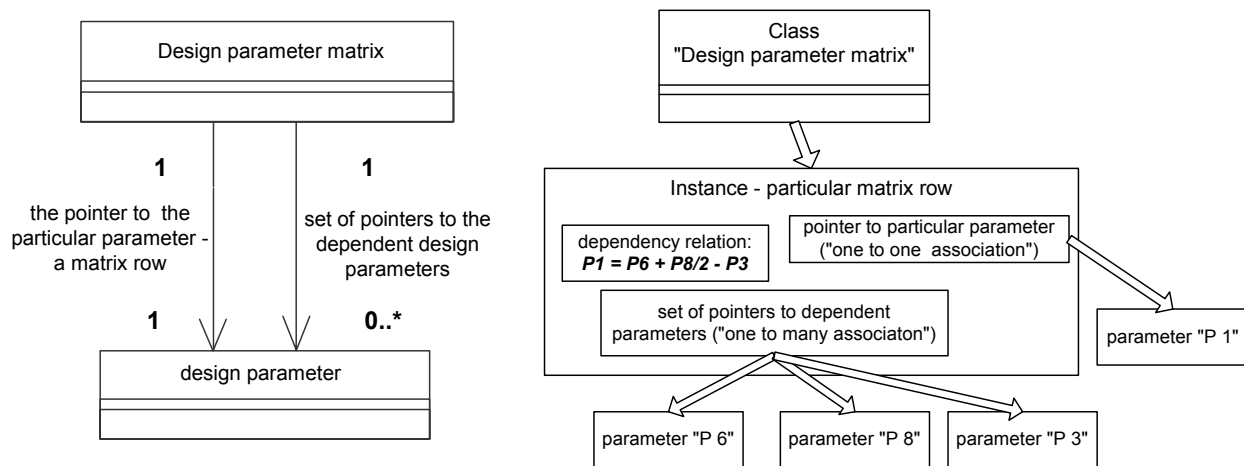 Design parameter matrix
1
1
the pointer to the
particular parameter -
a matrix row
set of pointers to the
dependent design
parameters
1
0..*
design parameter
Class
"Design parameter matrix"
Instance - particular matrix row
dependency relation:
P1 = P6 + P8/2 - P3
pointer to particular parameter
("one to one association")
set of pointers to dependent
parameters ("one to many associaton")
parameter "P 1"
parameter "P 6"
parameter "P 8"
parameter "P 3"